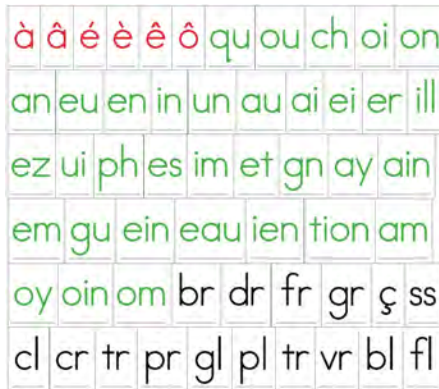 à â é è ê ô qu ou ch oi on
an eu en in un au ai ei er ill
ez ui ph es im et gn ay ain
em gu ein eau ien tion am
oy oin om br dr fr gr ç ss
cl cr tr pr gl pl tr vr bl fl